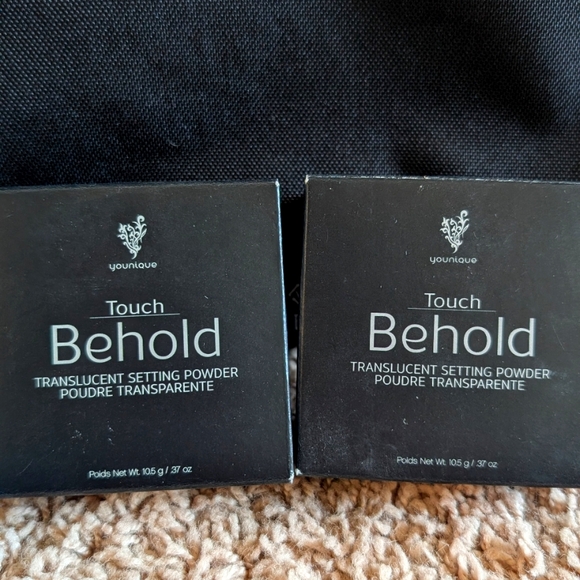 younique
Touch
Behold
TRANSLUCENT SETTING POWDER
POUDRE TRANSPARENTE
Poids Net Wt. 10.5 g / .37 oz
younique
Touch
Behold
TRANSLUCENT SETTING POWDER
POUDRE TRANSPARENTE
Poids Net Wt. 10.5 g / .37 oz